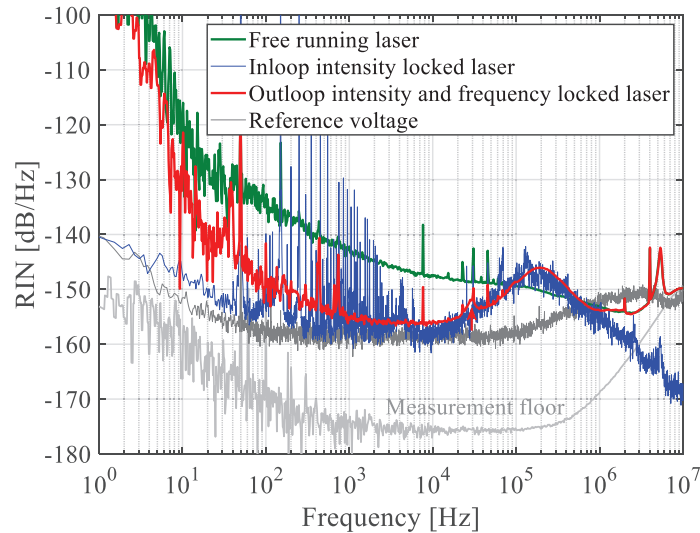 -100
-110
-120
-130
-140
-150
-160
-170
-180
RIN [dB/Hz]
Free running laser
Inloop intensity locked laser
Outloop intensity and frequency locked laser
Reference voltage
Measurement floor
10^0 10^1 10^2 10^3 10^4 10^5 10^6 10^7
Frequency [Hz]